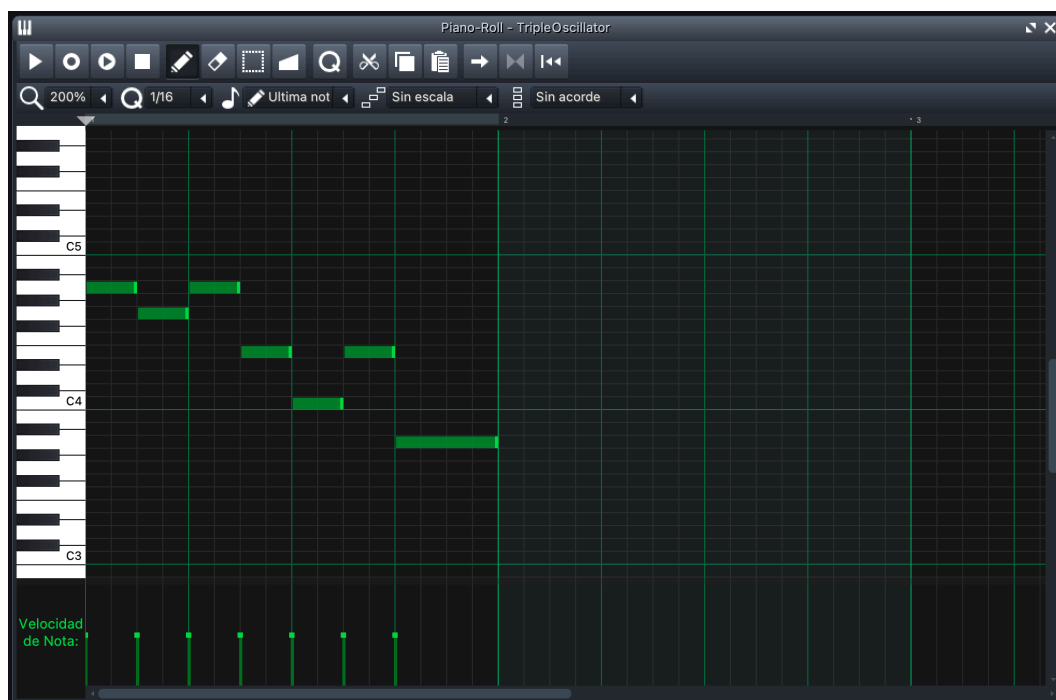 Piano-Roll - TripleOscillator
200%
1/16
Ultima not
Sin escala
Sin acorde
2
3
C5
C4
C3
Velocidad
de Nota: